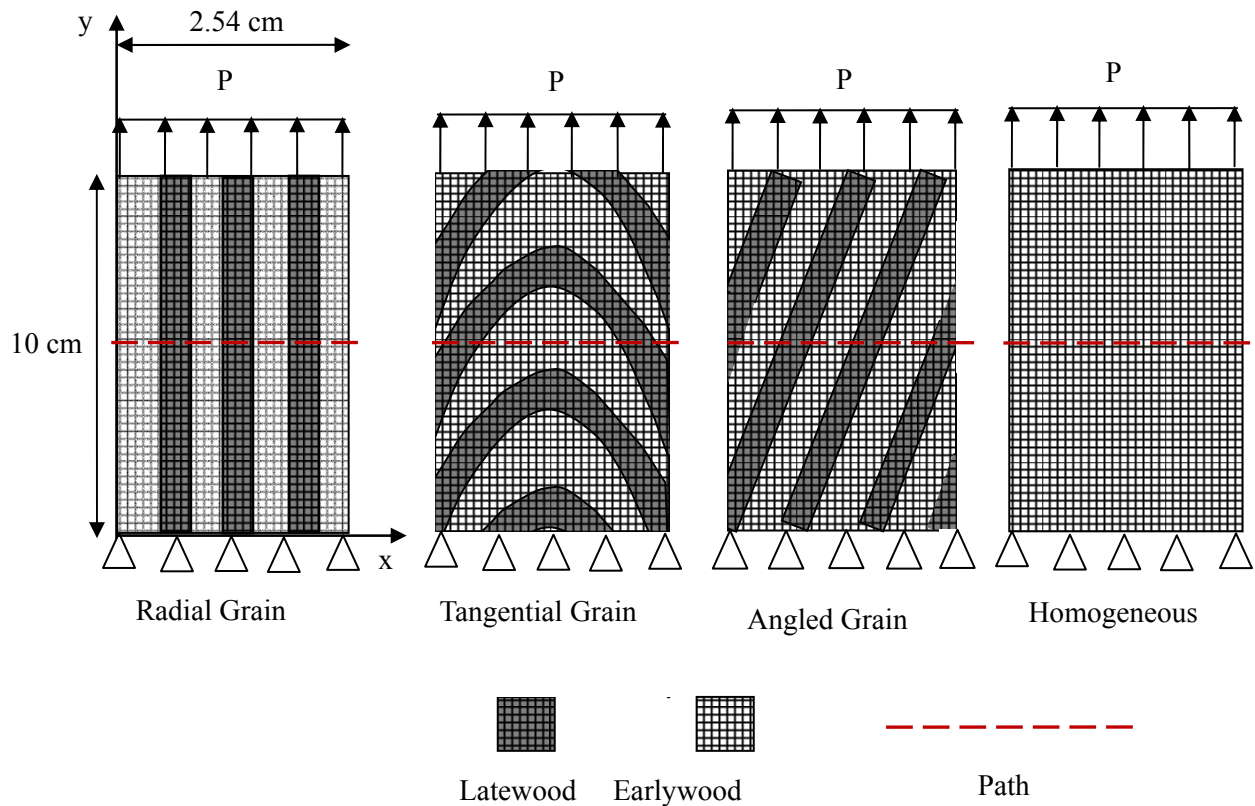 y
2.54 cm
P
P
P
P
10 cm
x
Radial Grain
Tangential Grain
Angled Grain
Homogeneous
Latewood
Earlywood
Path